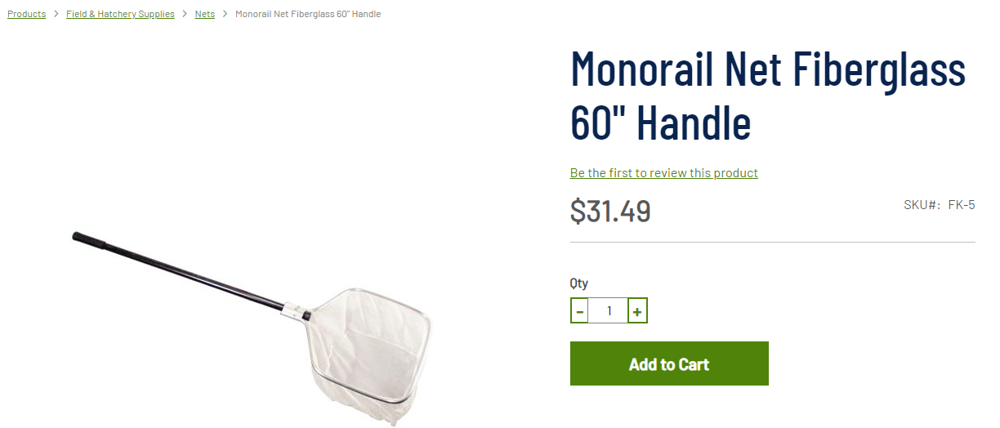 Products > Field & Hatchery Supplies > Nets > Monorail Net Fiberglass 60" Handle
Monorail Net Fiberglass
60" Handle
Be the first to review this product
$31.49
SKU#: FK-5
Qty
- 1 +
Add to Cart